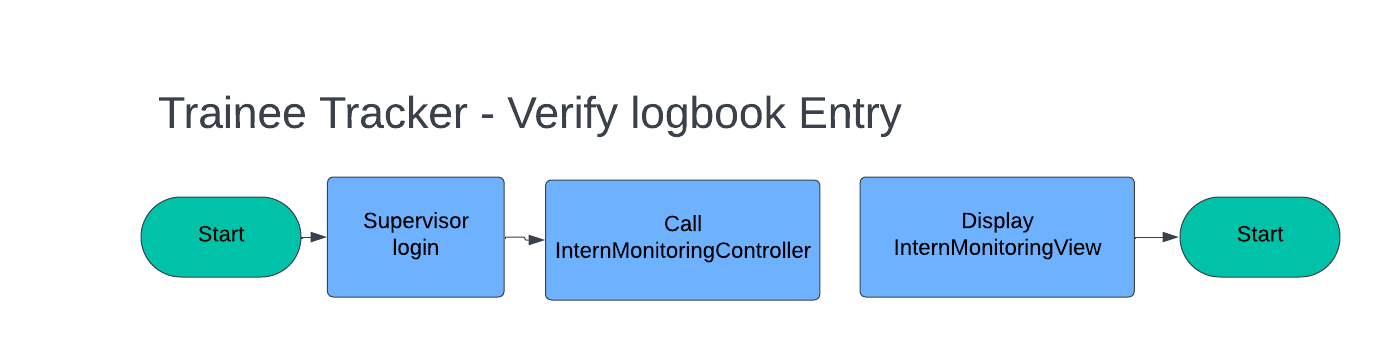 Trainee Tracker - Verify logbook Entry
Start
Supervisor
login
Call
InternMonitoringController
Display
InternMonitoringView
Start